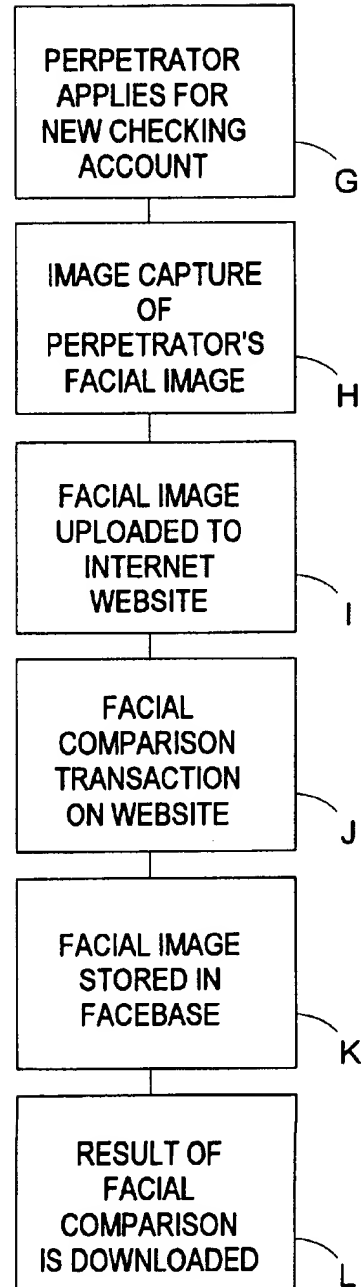 PERPETRATOR
APPLIES FOR
NEW CHECKING
ACCOUNT
G
IMAGE CAPTURE
OF
PERPETRATOR'S
FACIAL IMAGE
H
FACIAL IMAGE
UPLOADED TO
INTERNET
WEBSITE
I
FACIAL
COMPARISON
TRANSACTION
ON WEBSITE
J
FACIAL IMAGE
STORED IN
FACEBASE
K
RESULT OF
FACIAL
COMPARISON
IS DOWNLOADED
L